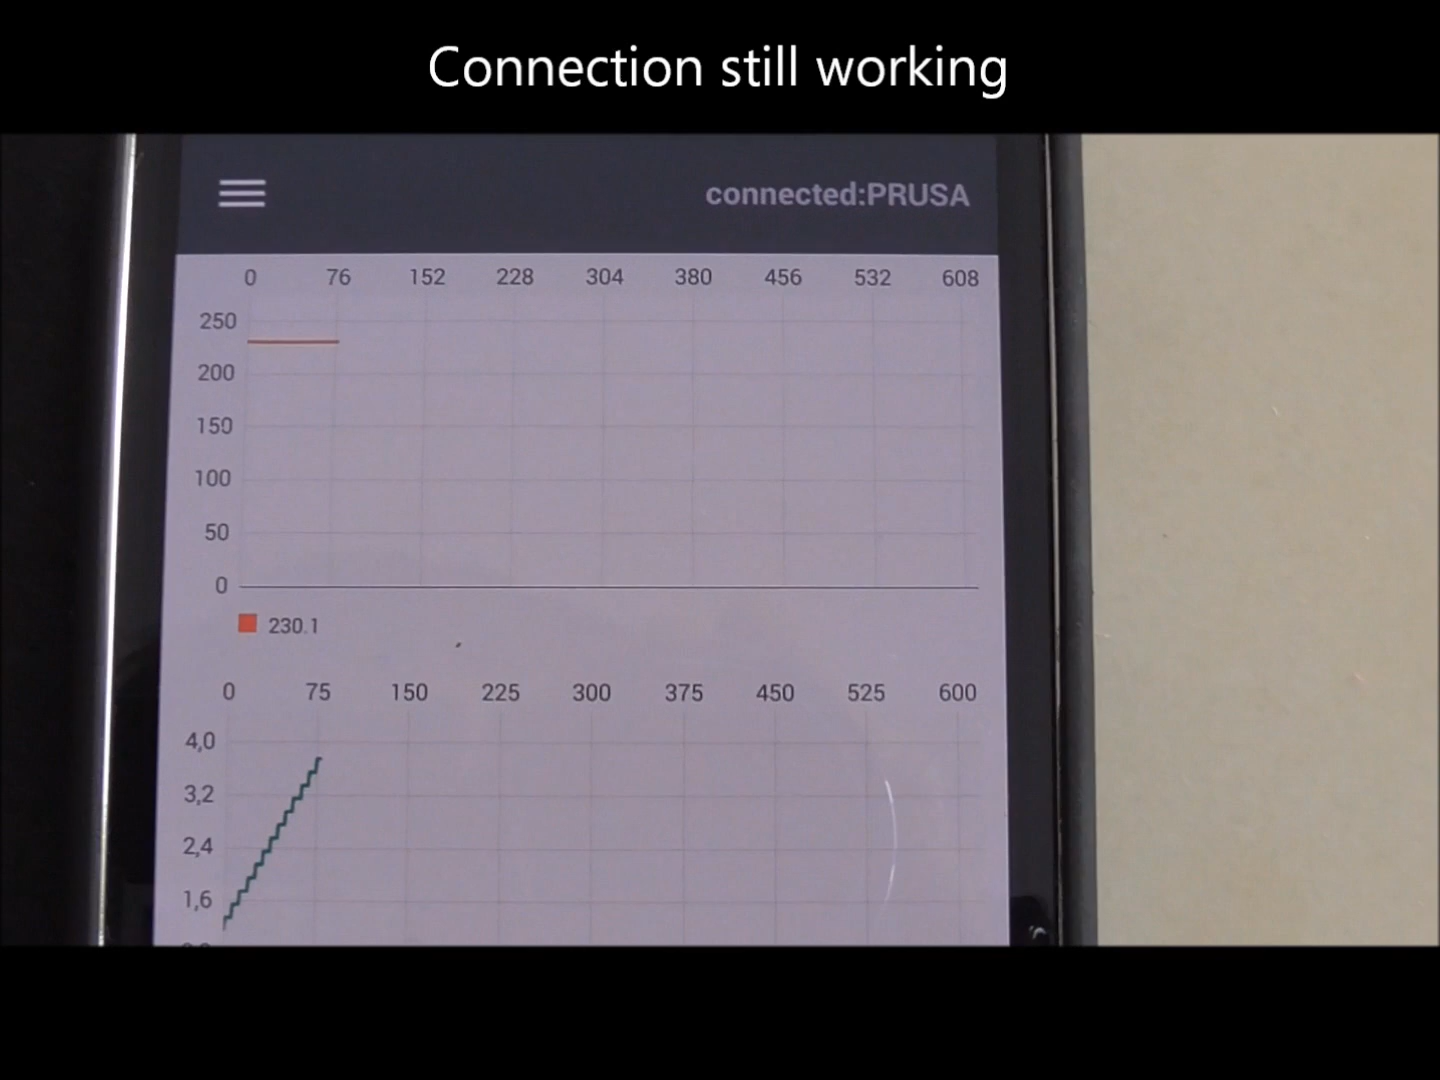 Connection still working
connected:PRUSA
0 76 152 228 304 380 456 532 608
250
200
150
100
50
0
230.1
0 75 150 225 300 375 450 525 600
4,0
3,2
2,4
1,6